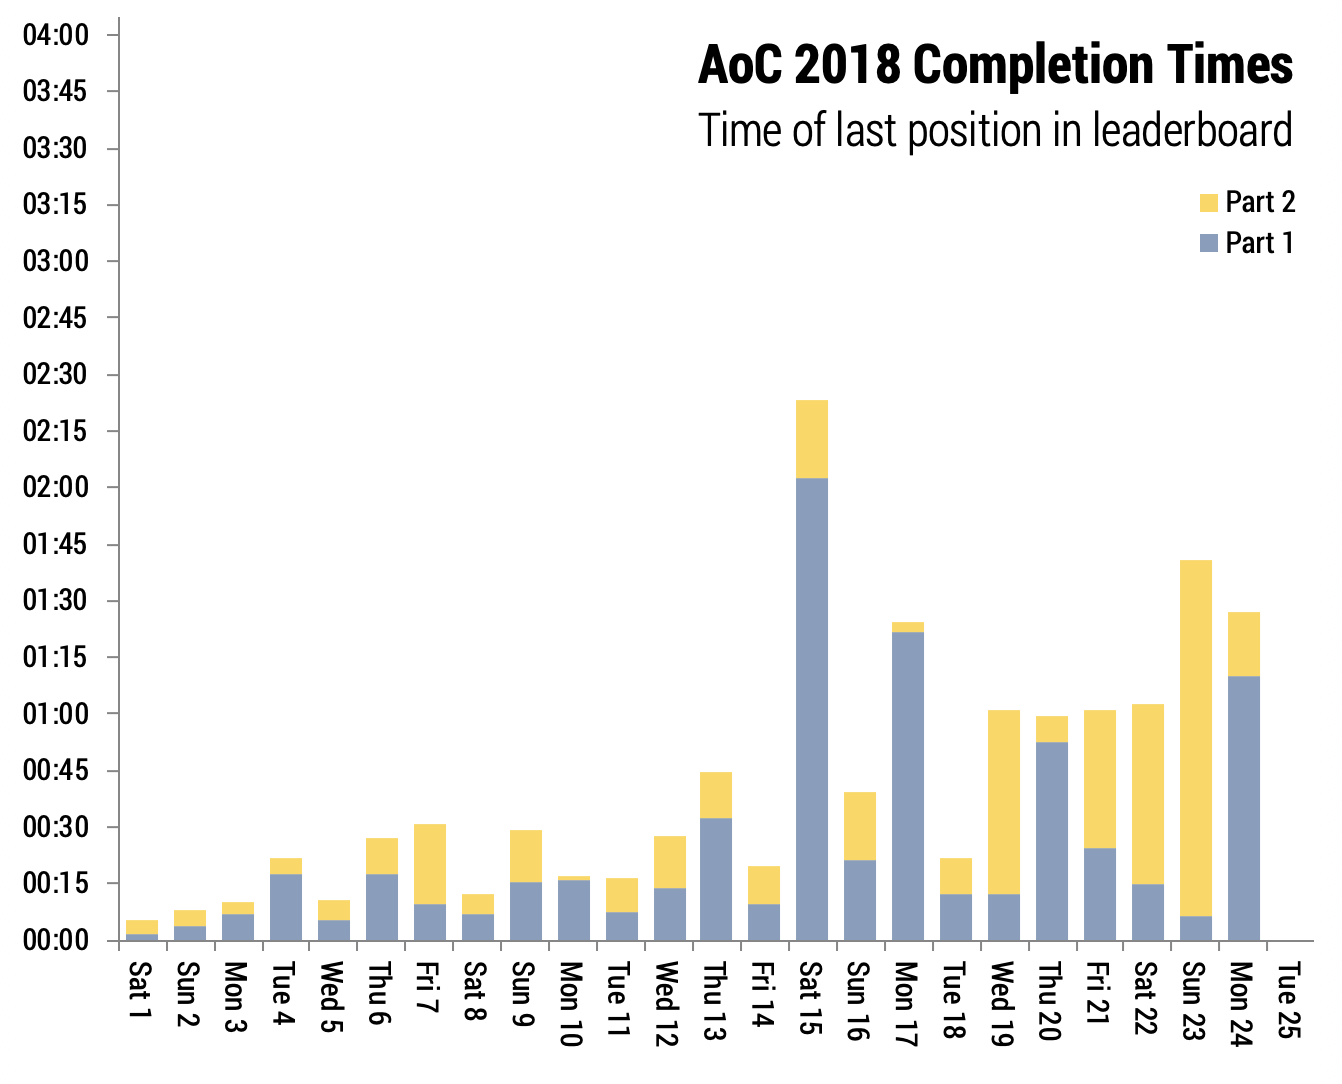 AoC 2018 Completion Times
Time of last position in leaderboard
Part 2
Part 1
04:00
03:45
03:30
03:15
03:00
02:45
02:30
02:15
02:00
01:45
01:30
01:15
01:00
00:45
00:30
00:15
00:00
Sat 1
Sun 2
Mon 3
Tue 4
Wed 5
Thu 6
Fri 7
Sat 8
Sun 9
Mon 10
Tue 11
Wed 12
Thu 13
Fri 14
Sat 15
Sun 16
Mon 17
Tue 18
Wed 19
Thu 20
Fri 21
Sat 22
Sun 23
Mon 24
Tue 25